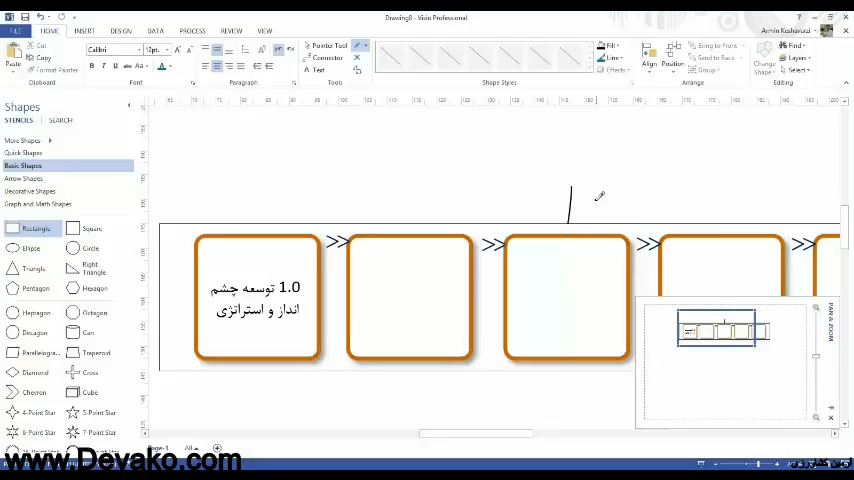 Drawing8 - Visio Professional
FILE HOME INSERT DESIGN DATA PROCESS REVIEW VIEW
Armin Keshavarzi
Cut
Copy
Format Painter
Paste
Clipboard
Calibri 12pt.
Font
Paragraph
Pointer Tool
Connector
Text
Tools
Fill
Line
Effects
Shape Styles
Align
Position
Bring to Front
Send to Back
Group
Arrange
Change Shape
Find
Layers
Select
Editing
Shapes
STENCILS SEARCH
More Shapes
Quick Shapes
Basic Shapes
Arrow Shapes
Decorative Shapes
Graph and Math Shapes
Rectangle Square
Ellipse Circle
Triangle Right Triangle
Pentagon Hexagon
Heptagon Octagon
Decagon Can
Parallelogra... Trapezoid
Diamond Cross
Chevron Cube
4-Point Star 5-Point Star
6-Point Star 7-Point Star
1.0 توسعه چشم
انداز و استراتژی
PAN & ZOOM
Page-1 All
www.Devako.com